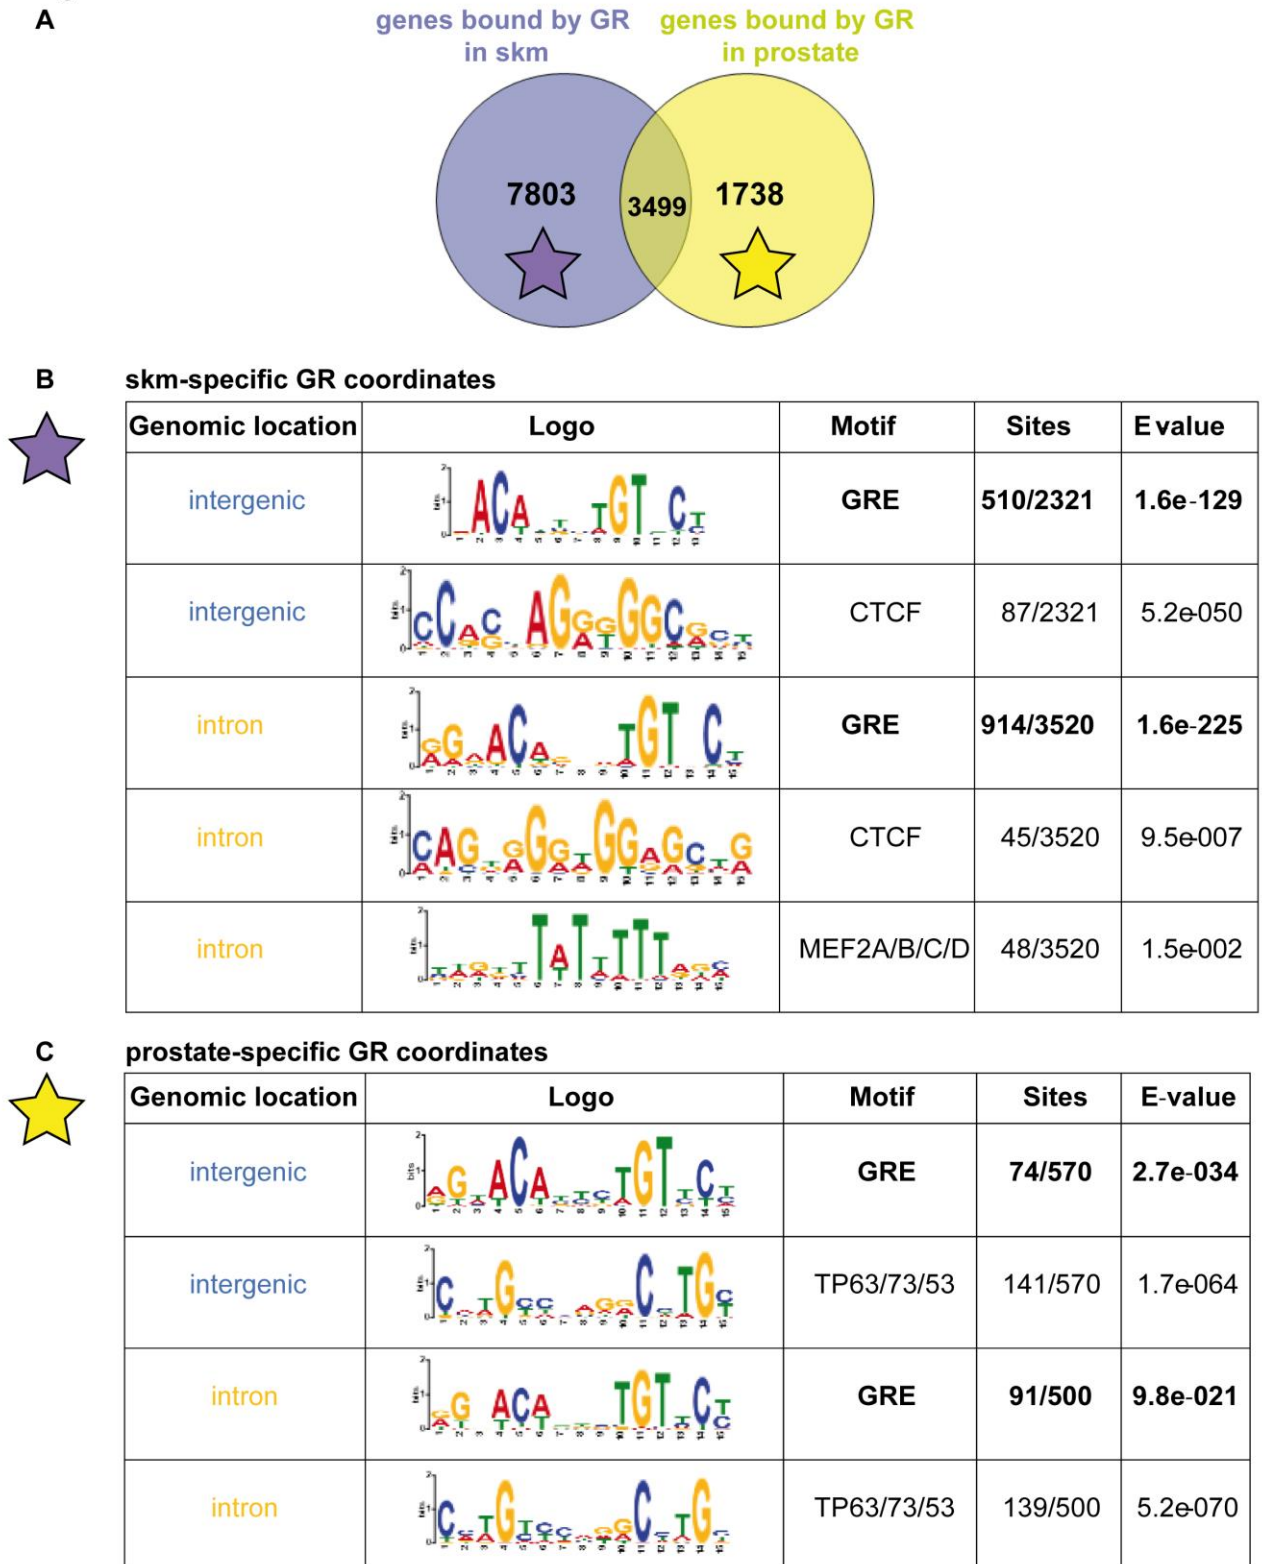 A
genes bound by GR in skm
genes bound by GR in prostate
7803
3499
1738
B
skm-specific GR coordinates
Genomic location Logo Motif Sites E value
intergenic GRE 510/2321 1.6e-129
intergenic CTCF 87/2321 5.2e-050
intron GRE 914/3520 1.6e-225
intron CTCF 45/3520 9.5e-007
intron MEF2A/B/C/D 48/3520 1.5e-002
C
prostate-specific GR coordinates
Genomic location Logo Motif Sites E-value
intergenic GRE 74/570 2.7e-034
intergenic TP63/73/53 141/570 1.7e-064
intron GRE 91/500 9.8e-021
intron TP63/73/53 139/500 5.2e-070